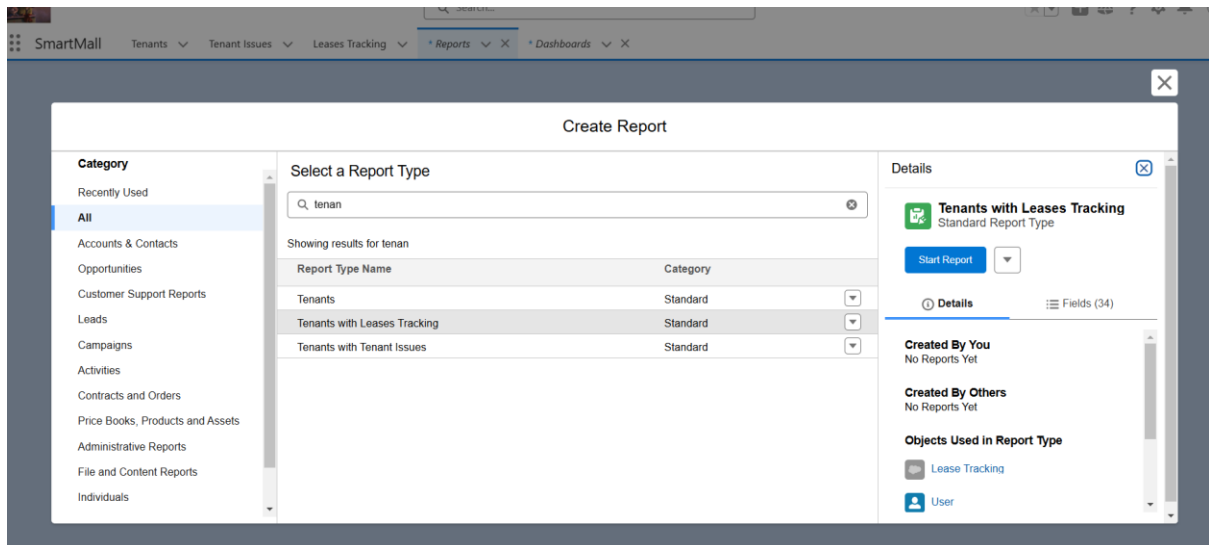 Search...
SmartMall Tenants Tenant Issues Leases Tracking * Reports * Dashboards
Create Report
Category
Recently Used
All
Accounts & Contacts
Opportunities
Customer Support Reports
Leads
Campaigns
Activities
Contracts and Orders
Price Books, Products and Assets
Administrative Reports
File and Content Reports
Individuals
Select a Report Type
tenan
Showing results for tenan
Report Type Name Category
Tenants Standard
Tenants with Leases Tracking Standard
Tenants with Tenant Issues Standard
Details
Tenants with Leases Tracking
Standard Report Type
Start Report
Details Fields (34)
Created By You
No Reports Yet
Created By Others
No Reports Yet
Objects Used in Report Type
Lease Tracking
User